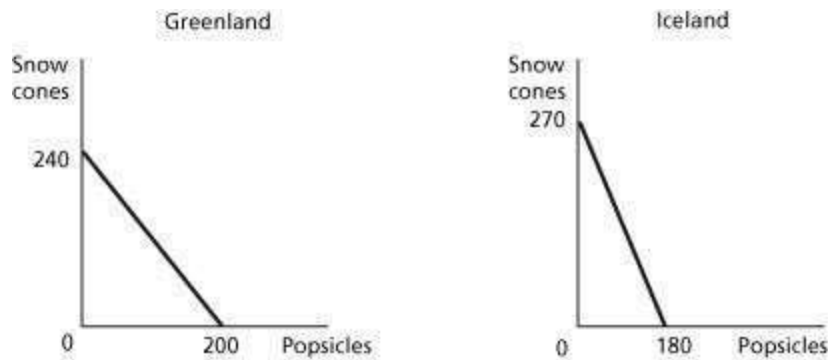 Greenland
Snow
cones
240
0
200
Popsicles
Iceland
Snow
cones
270
0
180
Popsicles